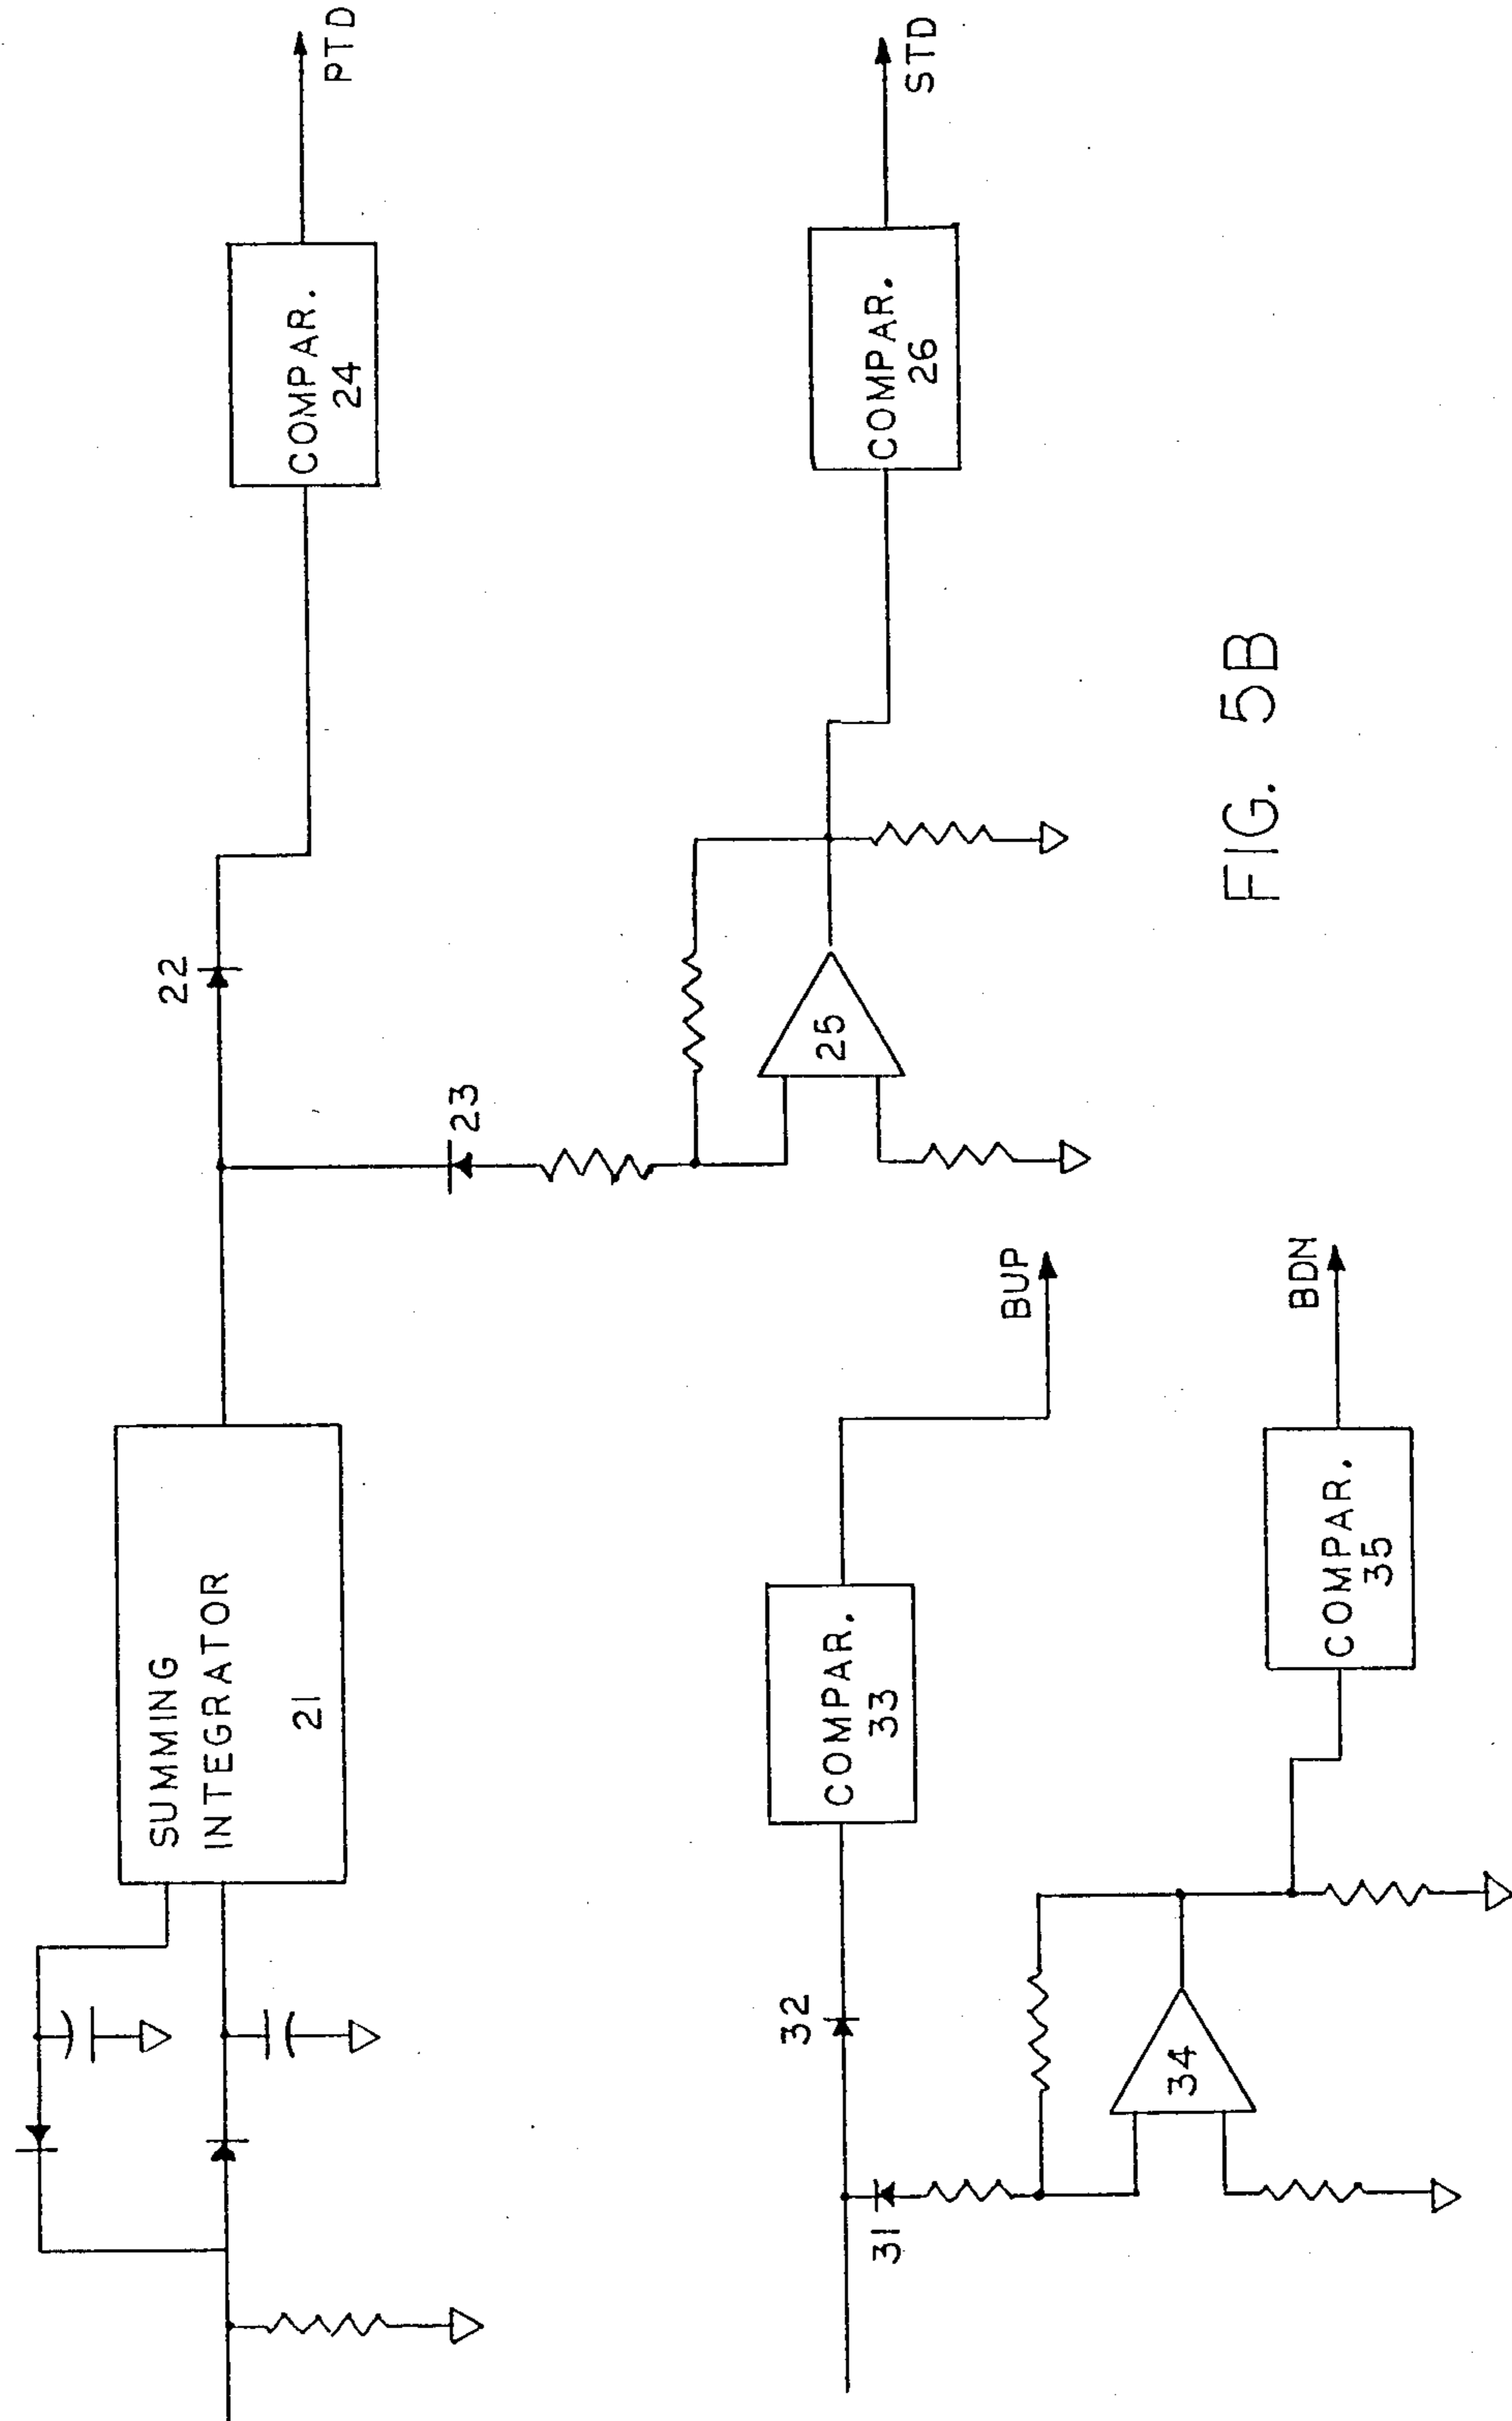 SUMMING
INTEGRATOR
21
22
COMPAR.
24
PTD
23
25
COMPAR.
26
STD
31
32
COMPAR.
33
BUP
34
COMPAR.
35
BDN
FIG. 5B